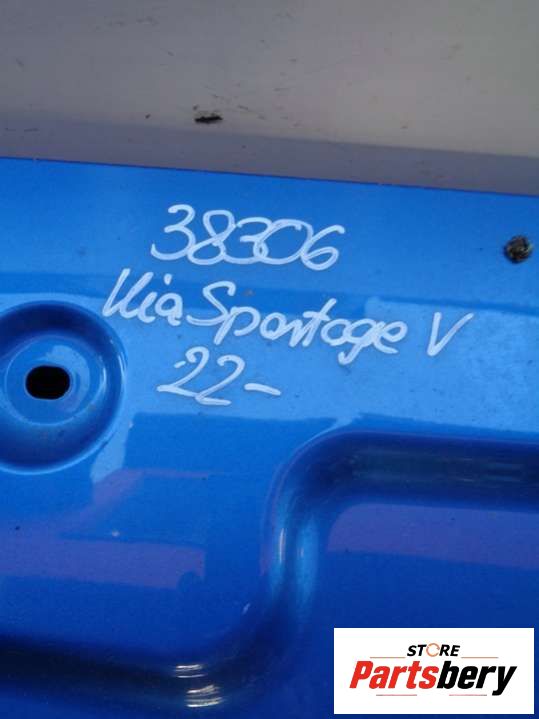 38306
Kia Sportage V
22-
STORE
Partsbery